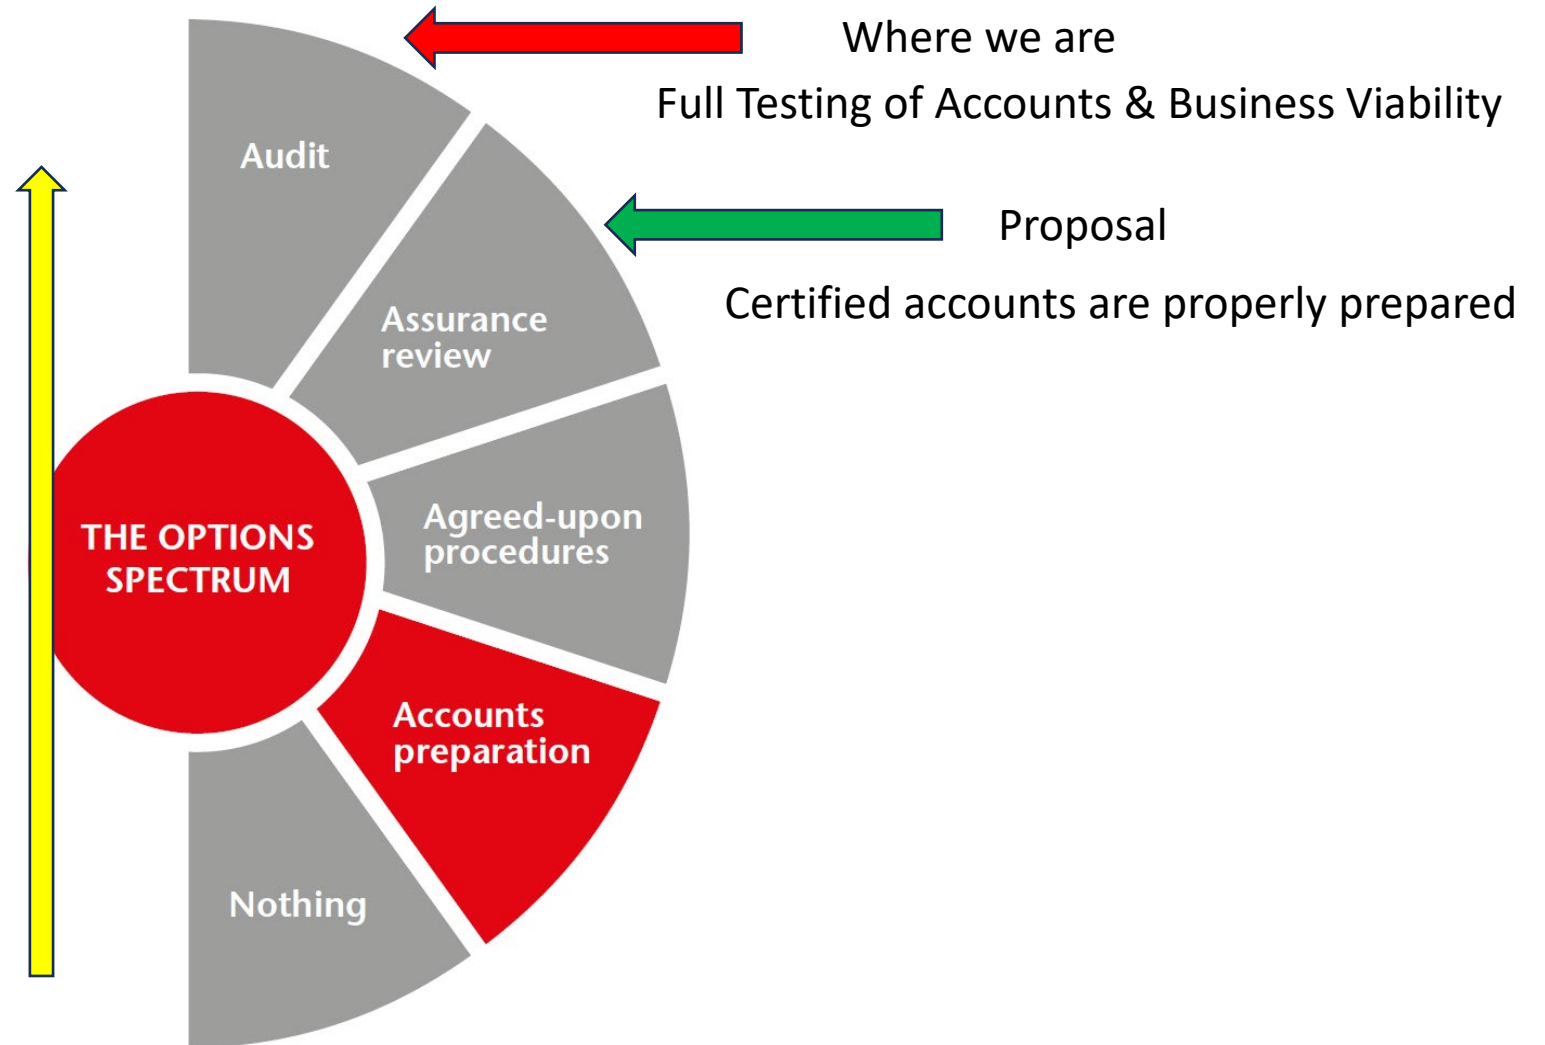 Where we are
Full Testing of Accounts & Business Viability
Audit
Proposal
Certified accounts are properly prepared
Assurance
review
Agreed-upon
procedures
THE OPTIONS
SPECTRUM
Accounts
preparation
Nothing